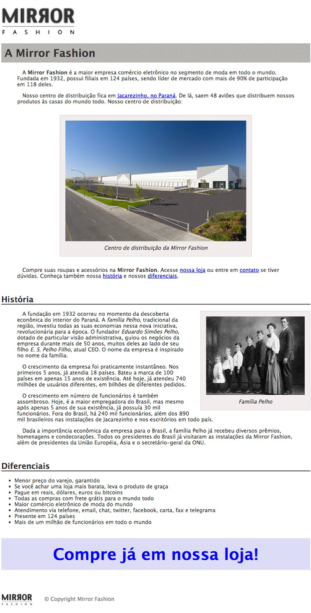 MIRROR
FASHION
A Mirror Fashion
A Mirror Fashion é a maior empresa comércio eletrônico no segmento de moda em todo o mundo.
Fundada em 1932, possui filiais em 124 países, sendo líder de mercado com mais de 90% de participação
em 118 deles.
Nosso centro de distribuição fica em Jacarezinho, no Paraná. De lá, saem 48 aviões que distribuem nossos
produtos às casas do mundo todo. Nosso centro de distribuição:
Centro de distribuição da Mirror Fashion
Compre suas roupas e acessórios na Mirror Fashion. Acesse nossa loja ou entre em contato se tiver
dúvidas. Conheça também nossa história e nossos diferenciais.
História
A fundação em 1932 ocorreu no momento da descoberta
econômica do interior do Paraná. A família Pelho, tradicional da
região, investiu todas as suas economias nessa nova iniciativa,
revolucionária para a época. O fundador Eduardo Simões Pelho,
dotado de particular visão administrativa, guiou os negócios da
empresa durante mais de 50 anos, muitos deles ao lado de seu
filho E. S. Pelho Filho, atual CEO. O nome da empresa é inspirado
no nome da família.
Família Pelho
O crescimento da empresa foi praticamente instantâneo. Nos
primeiros 5 anos, já atendia 18 países. Bateu a marca de 100
países em apenas 15 anos de existência. Até hoje, já atendeu 740
milhões de usuários diferentes, em bilhões de diferentes pedidos.
O crescimento em número de funcionários é também
assombroso. Hoje, é a maior empregadora do Brasil, mas mesmo
após apenas 5 anos de sua existência, já possuía 30 mil
funcionários. Fora do Brasil, há 240 mil funcionários, além dos 890
mil brasileiros nas instalações de Jacarezinho e nos escritórios em todo país.
Dada a importância econômica da empresa para o Brasil, a família Pelho já recebeu diversos prêmios,
homenagens e condecorações. Todos os presidentes do Brasil já visitaram as instalações da Mirror Fashion,
além de presidentes da União Européia, Ásia e o secretário-geral da ONU.
Diferenciais
Menor preço do varejo, garantido
Se você achar uma loja mais barata, leva o produto de graça
Pague em reais, dólares, euros ou bitcoins
Todas as compras com frete grátis para o mundo todo
Maior comércio eletrônico de moda do mundo
Atendimento via telefone, email, chat, twitter, facebook, carta, fax e telegrama
Presente em 124 países
Mais de um milhão de funcionários em todo o mundo
Compre já em nossa loja!
MIRROR
FASHION
© Copyright Mirror Fashion